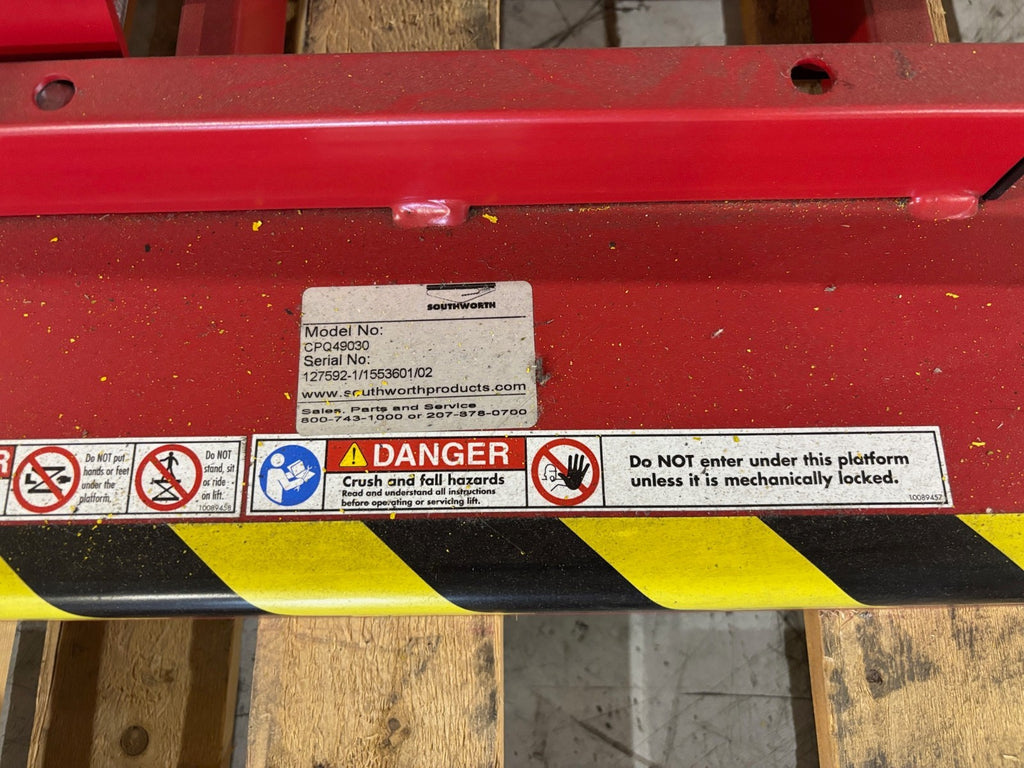 SOUTHWORTH
Model No:
CPQ49030
Serial No:
127592-1/1553601/02
www.southworthproducts.com
Sales, Parts and Service
800-743-1000 or 207-878-0700
R
Do NOT put
hands or feet
under the
platform.
Do NOT
stand, sit
or ride
on lift.
10089458
DANGER
Crush and fall hazards
Read and understand all instructions
before operating or servicing lift.
Do NOT enter under this platform
unless it is mechanically locked.
10089457